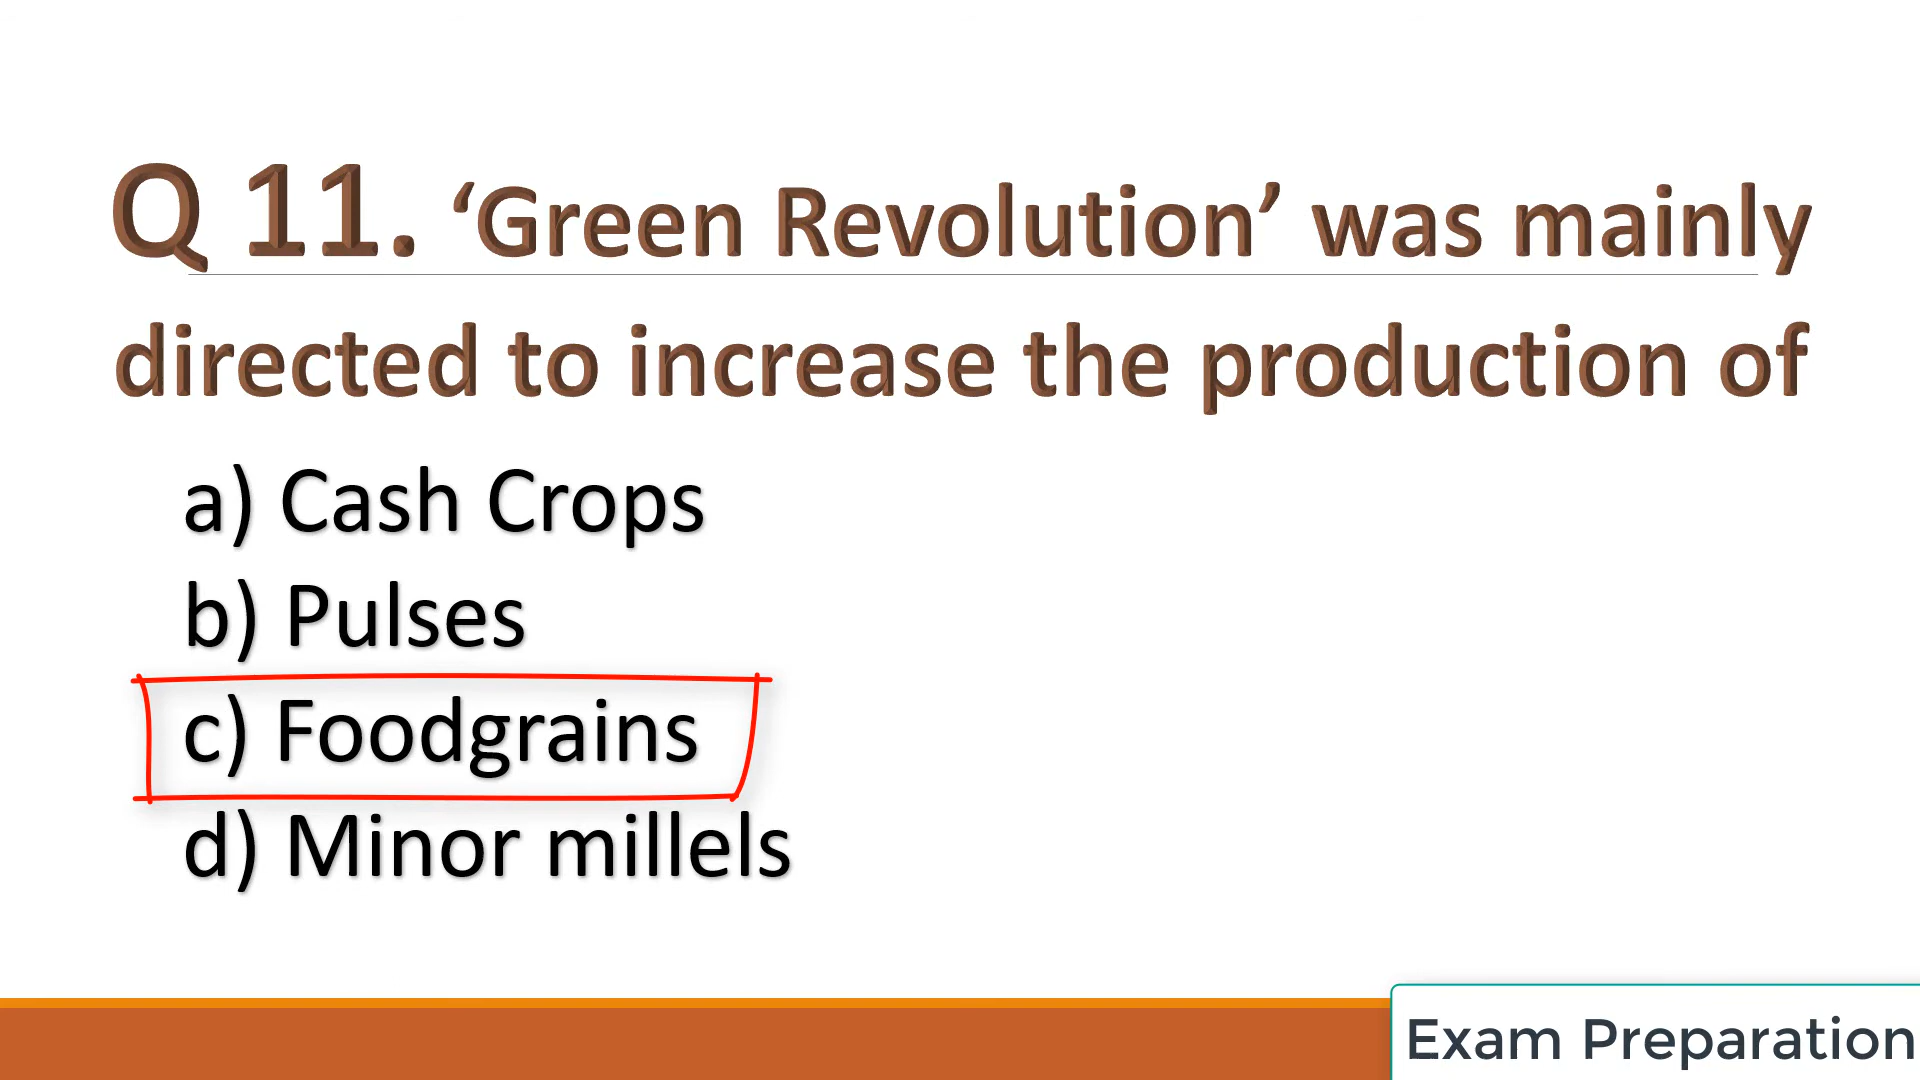 Q 11. ‘Green Revolution’ was mainly
directed to increase the production of
a) Cash Crops
b) Pulses
c) Foodgrains
d) Minor millels
Exam Preparation